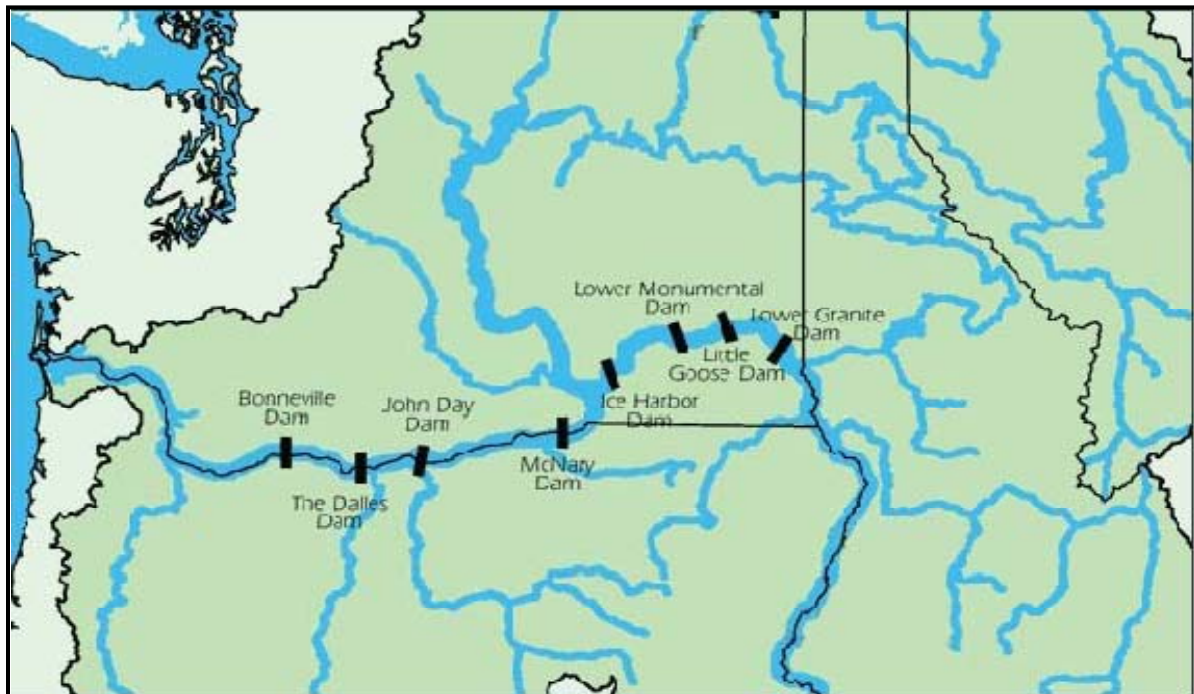 Lower Monumental
Dam
Lower Granite
Dam
Little
Goose Dam
Ice Harbor
Dam
Bonneville
Dam
John Day
Dam
McNary
Dam
The Dalles
Dam